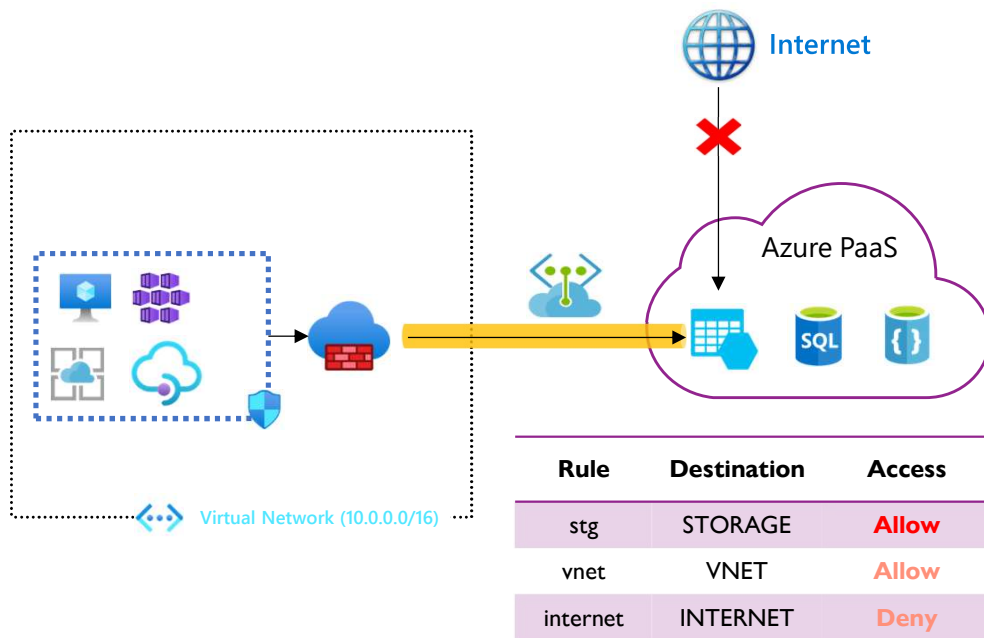 Internet
Azure PaaS
SQL
{ }
Virtual Network (10.0.0.0/16)
Rule Destination Access
stg STORAGE Allow
vnet VNET Allow
internet INTERNET Deny